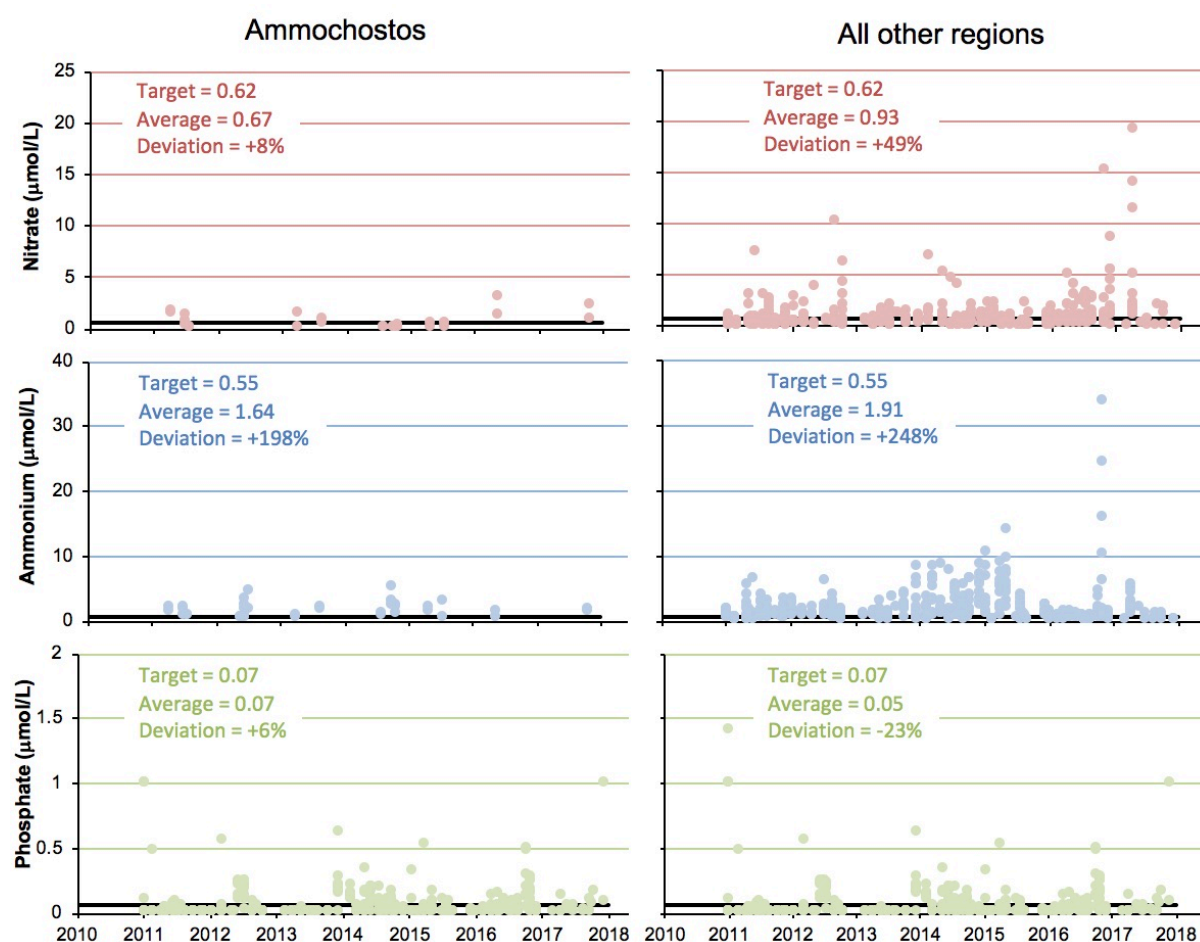 Ammochostos
All other regions
Nitrate (µmol/L)
25
20
15
10
5
0
Target = 0.62
Average = 0.67
Deviation = +8%
Target = 0.62
Average = 0.93
Deviation = +49%
Ammonium (µmol/L)
40
30
20
10
0
Target = 0.55
Average = 1.64
Deviation = +198%
Target = 0.55
Average = 1.91
Deviation = +248%
Phosphate (µmol/L)
2
1.5
1
0.5
0
Target = 0.07
Average = 0.07
Deviation = +6%
Target = 0.07
Average = 0.05
Deviation = -23%
2010 2011 2012 2013 2014 2015 2016 2017 2018
2010 2011 2012 2013 2014 2015 2016 2017 2018